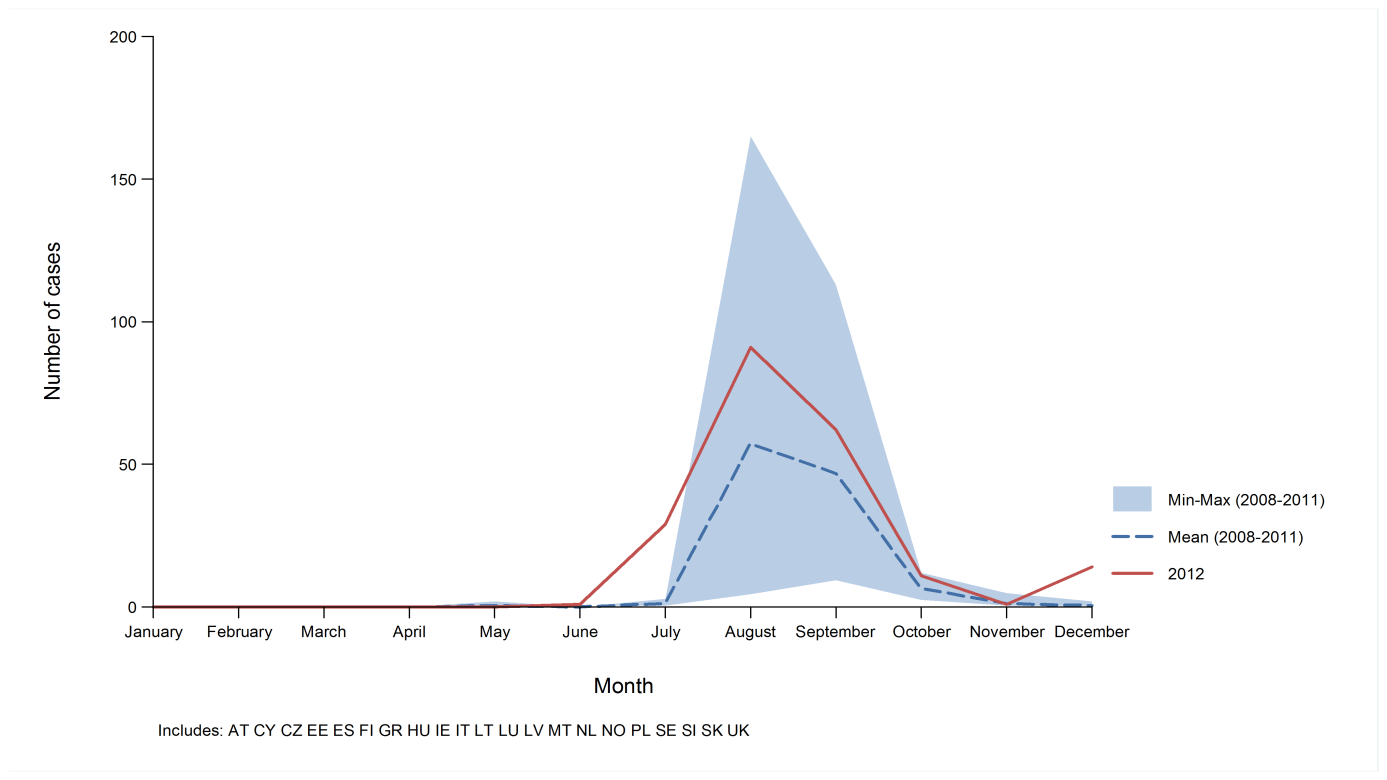 200
150
100
50
0
Number of cases
January February March April May June July August September October November December
Month
Min-Max (2008-2011)
Mean (2008-2011)
2012
Includes: AT CY CZ EE ES FI GR HU IE IT LT LU LV MT NL NO PL SE SI SK UK